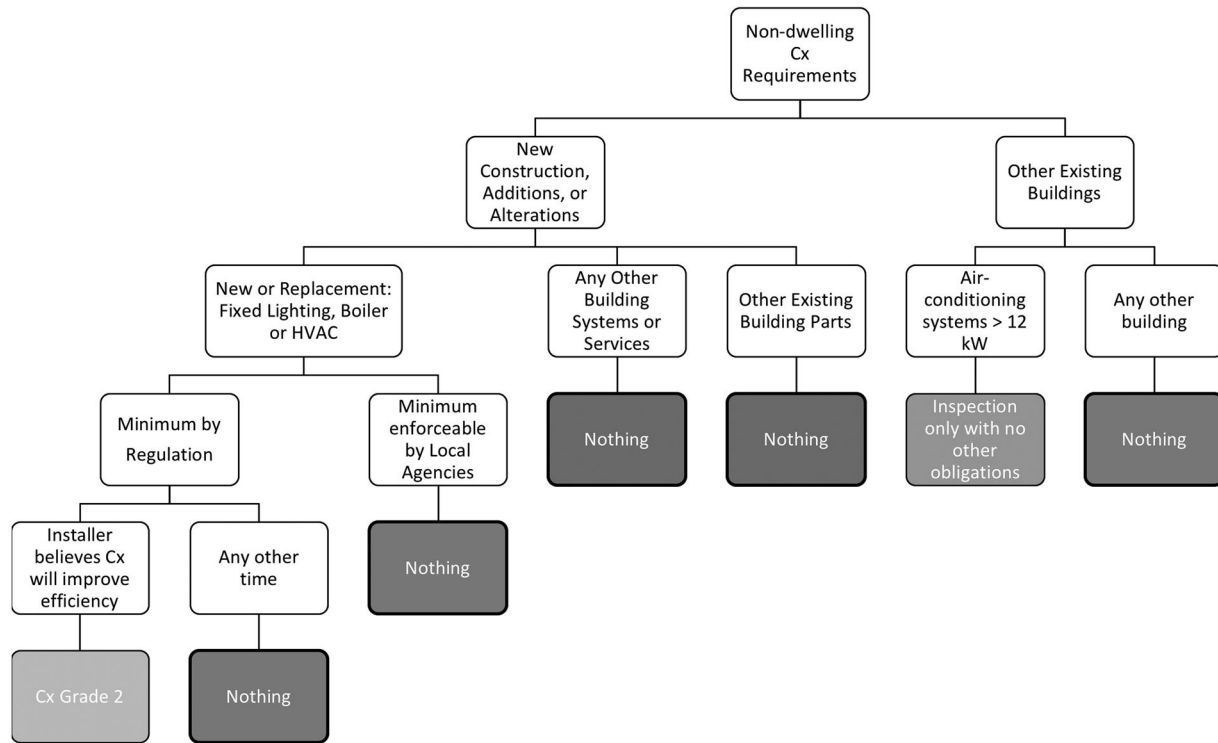 Non-dwelling
Cx
Requirements
New
Construction,
Additions, or
Alterations
Other Existing
Buildings
New or Replacement:
Fixed Lighting, Boiler
or HVAC
Any Other
Building
Systems or
Services
Other Existing
Building Parts
Air-
conditioning
systems > 12
kW
Any other
building
Minimum by
Regulation
Minimum
enforceable
by Local
Agencies
Nothing
Nothing
Inspection
only with no
other
obligations
Nothing
Installer
believes Cx
will improve
efficiency
Any other
time
Nothing
Cx Grade 2
Nothing